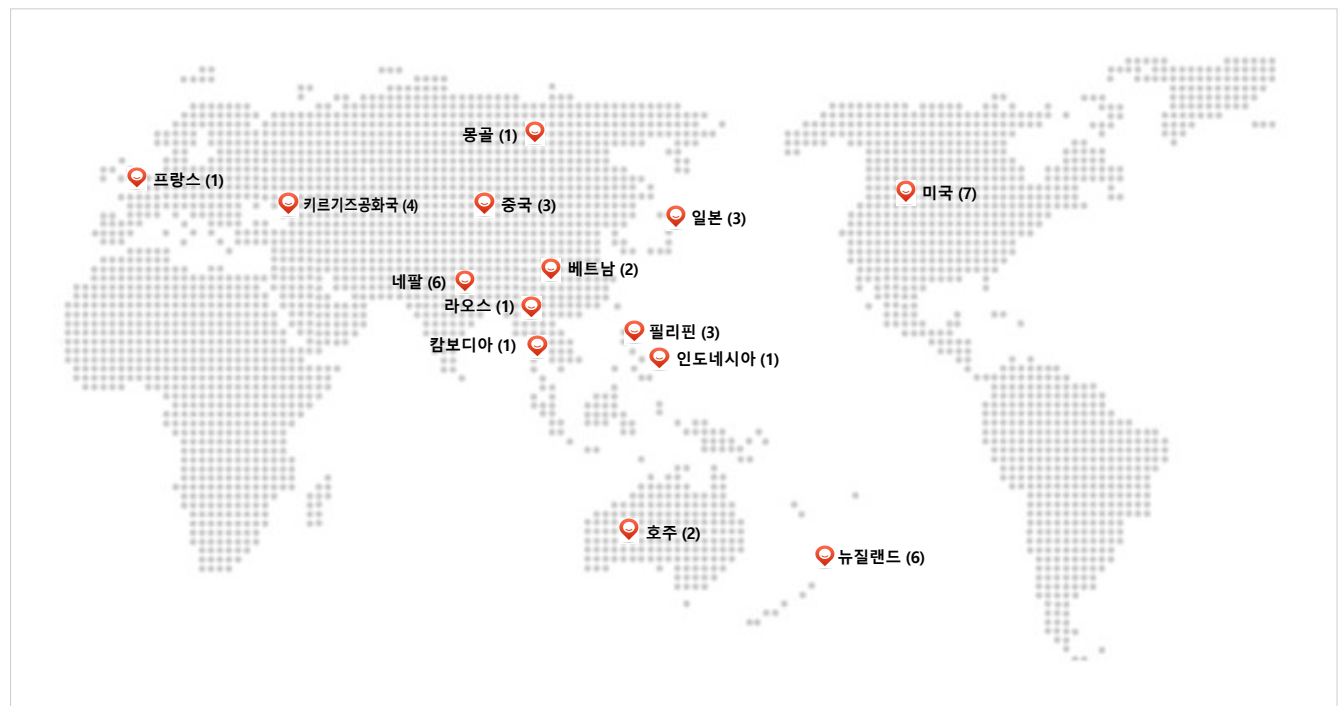 몽골 (1)
프랑스 (1)
미국 (7)
키르기즈공화국 (4)
중국 (3)
일본 (3)
베트남 (2)
네팔 (6)
라오스 (1)
필리핀 (3)
캄보디아 (1)
인도네시아 (1)
호주 (2)
뉴질랜드 (6)